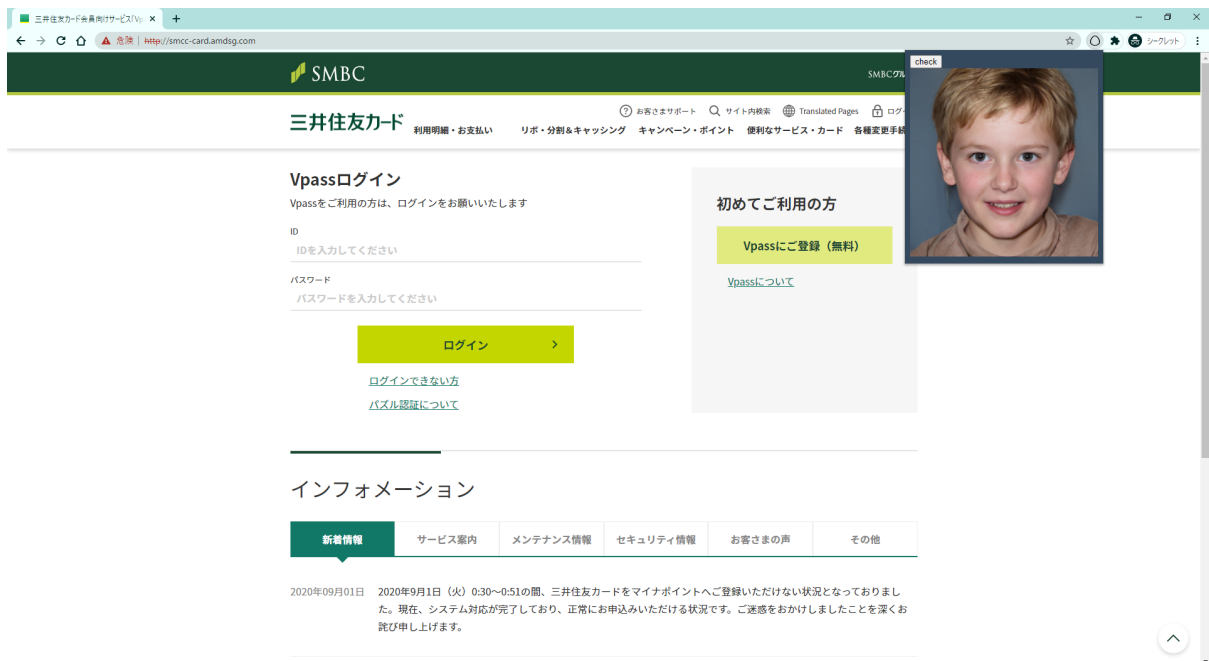 三井住友カード会員向けサービス「Vp
危険 | http://smcc-card.amdsg.com
シークレット
check
SMBC
SMBCグル
お客さまサポート サイト内検索 Translated Pages ログ
三井住友カード 利用明細・お支払い リボ・分割&キャッシング キャンペーン・ポイント 便利なサービス・カード 各種変更手続
Vpassログイン
Vpassをご利用の方は、ログインをお願いいたします
ID
IDを入力してください
パスワード
パスワードを入力してください
ログイン
ログインできない方
パズル認証について
初めてご利用の方
Vpassにご登録(無料)
Vpassについて
インフォメーション
新着情報 サービス案内 メンテナンス情報 セキュリティ情報 お客さまの声 その他
2020年09月01日 2020年9月1日(火)0:30~0:51の間、三井住友カードをマイナポイントへご登録いただけない状況となっておりまし
た。現在、システム対応が完了しており、正常にお申込みいただける状況です。ご迷惑をおかけしましたことを深くお
詫び申し上げます。